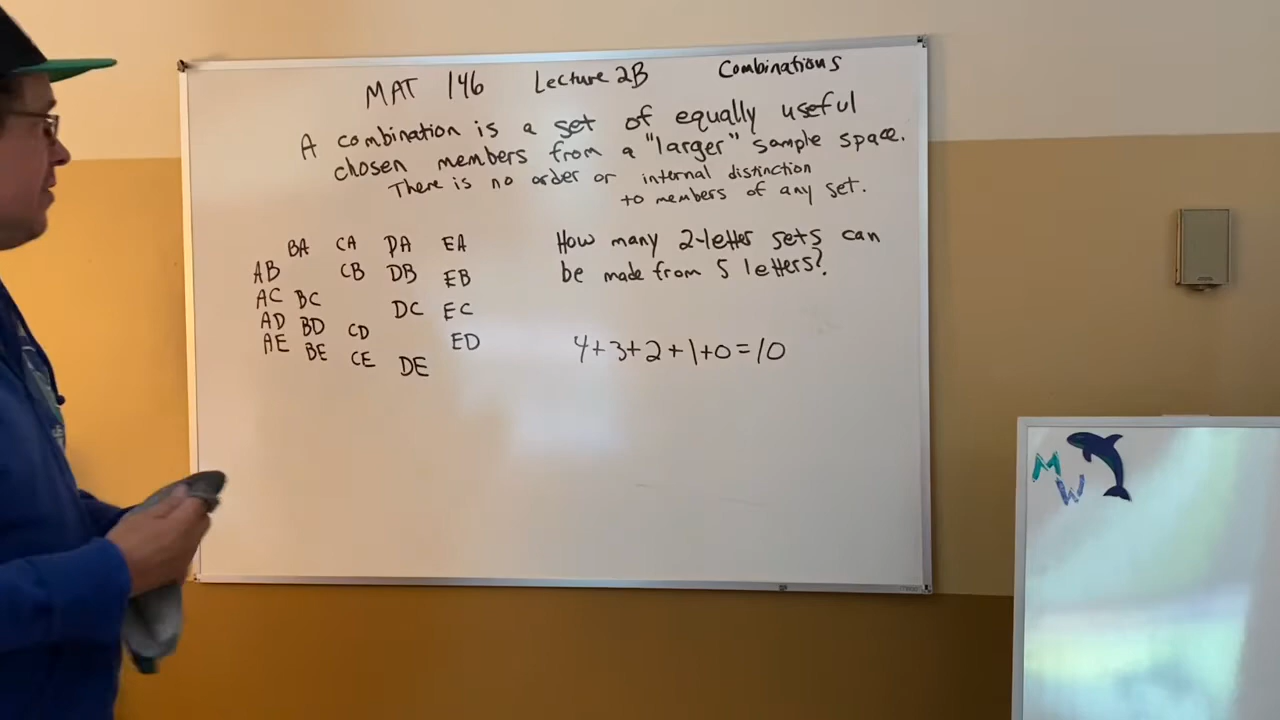 MAT 146 Lecture 2B Combinations
A combination is a set of equally useful
chosen members from a "larger" sample space.
There is no order or internal distinction
to members of any set.
BA CA DA EA
AB CB DB EB
AC BC DC EC
AD BD CD ED
AE BE CE DE
How many 2-letter sets can
be made from 5 letters?
4+3+2+1+0=10
M
W